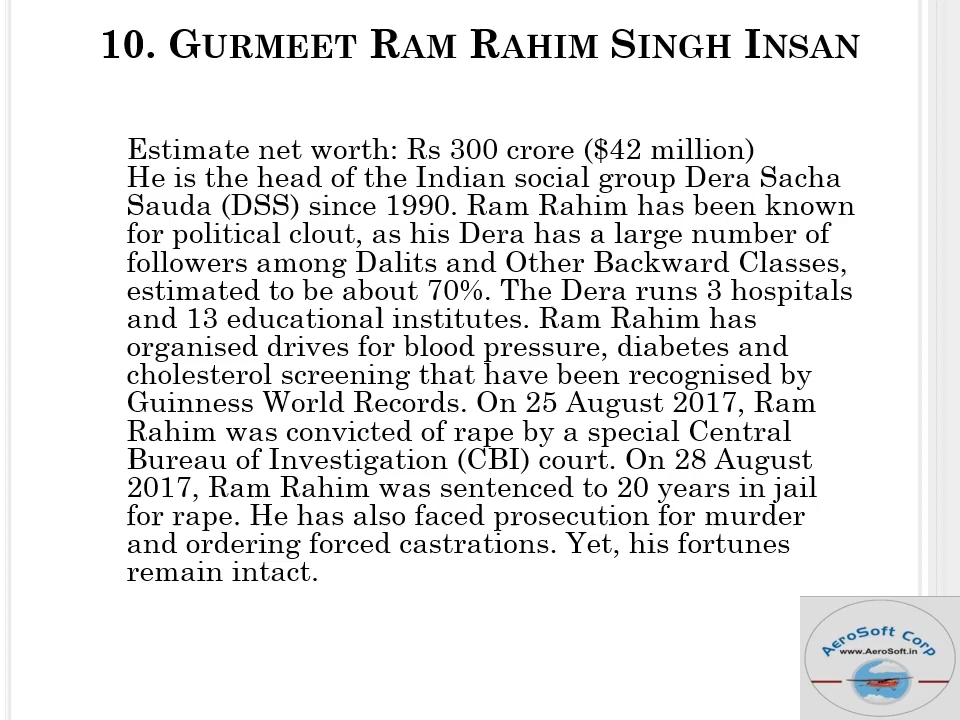 10. GURMEET RAM RAHIM SINGH INSAN
Estimate net worth: Rs 300 crore ($42 million)
He is the head of the Indian social group Dera Sacha
Sauda (DSS) since 1990. Ram Rahim has been known
for political clout, as his Dera has a large number of
followers among Dalits and Other Backward Classes,
estimated to be about 70%. The Dera runs 3 hospitals
and 13 educational institutes. Ram Rahim has
organised drives for blood pressure, diabetes and
cholesterol screening that have been recognised by
Guinness World Records. On 25 August 2017, Ram
Rahim was convicted of rape by a special Central
Bureau of Investigation (CBI) court. On 28 August
2017, Ram Rahim was sentenced to 20 years in jail
for rape. He has also faced prosecution for murder
and ordering forced castrations. Yet, his fortunes
remain intact.
AeroSoft Corp
www.AeroSoft.in